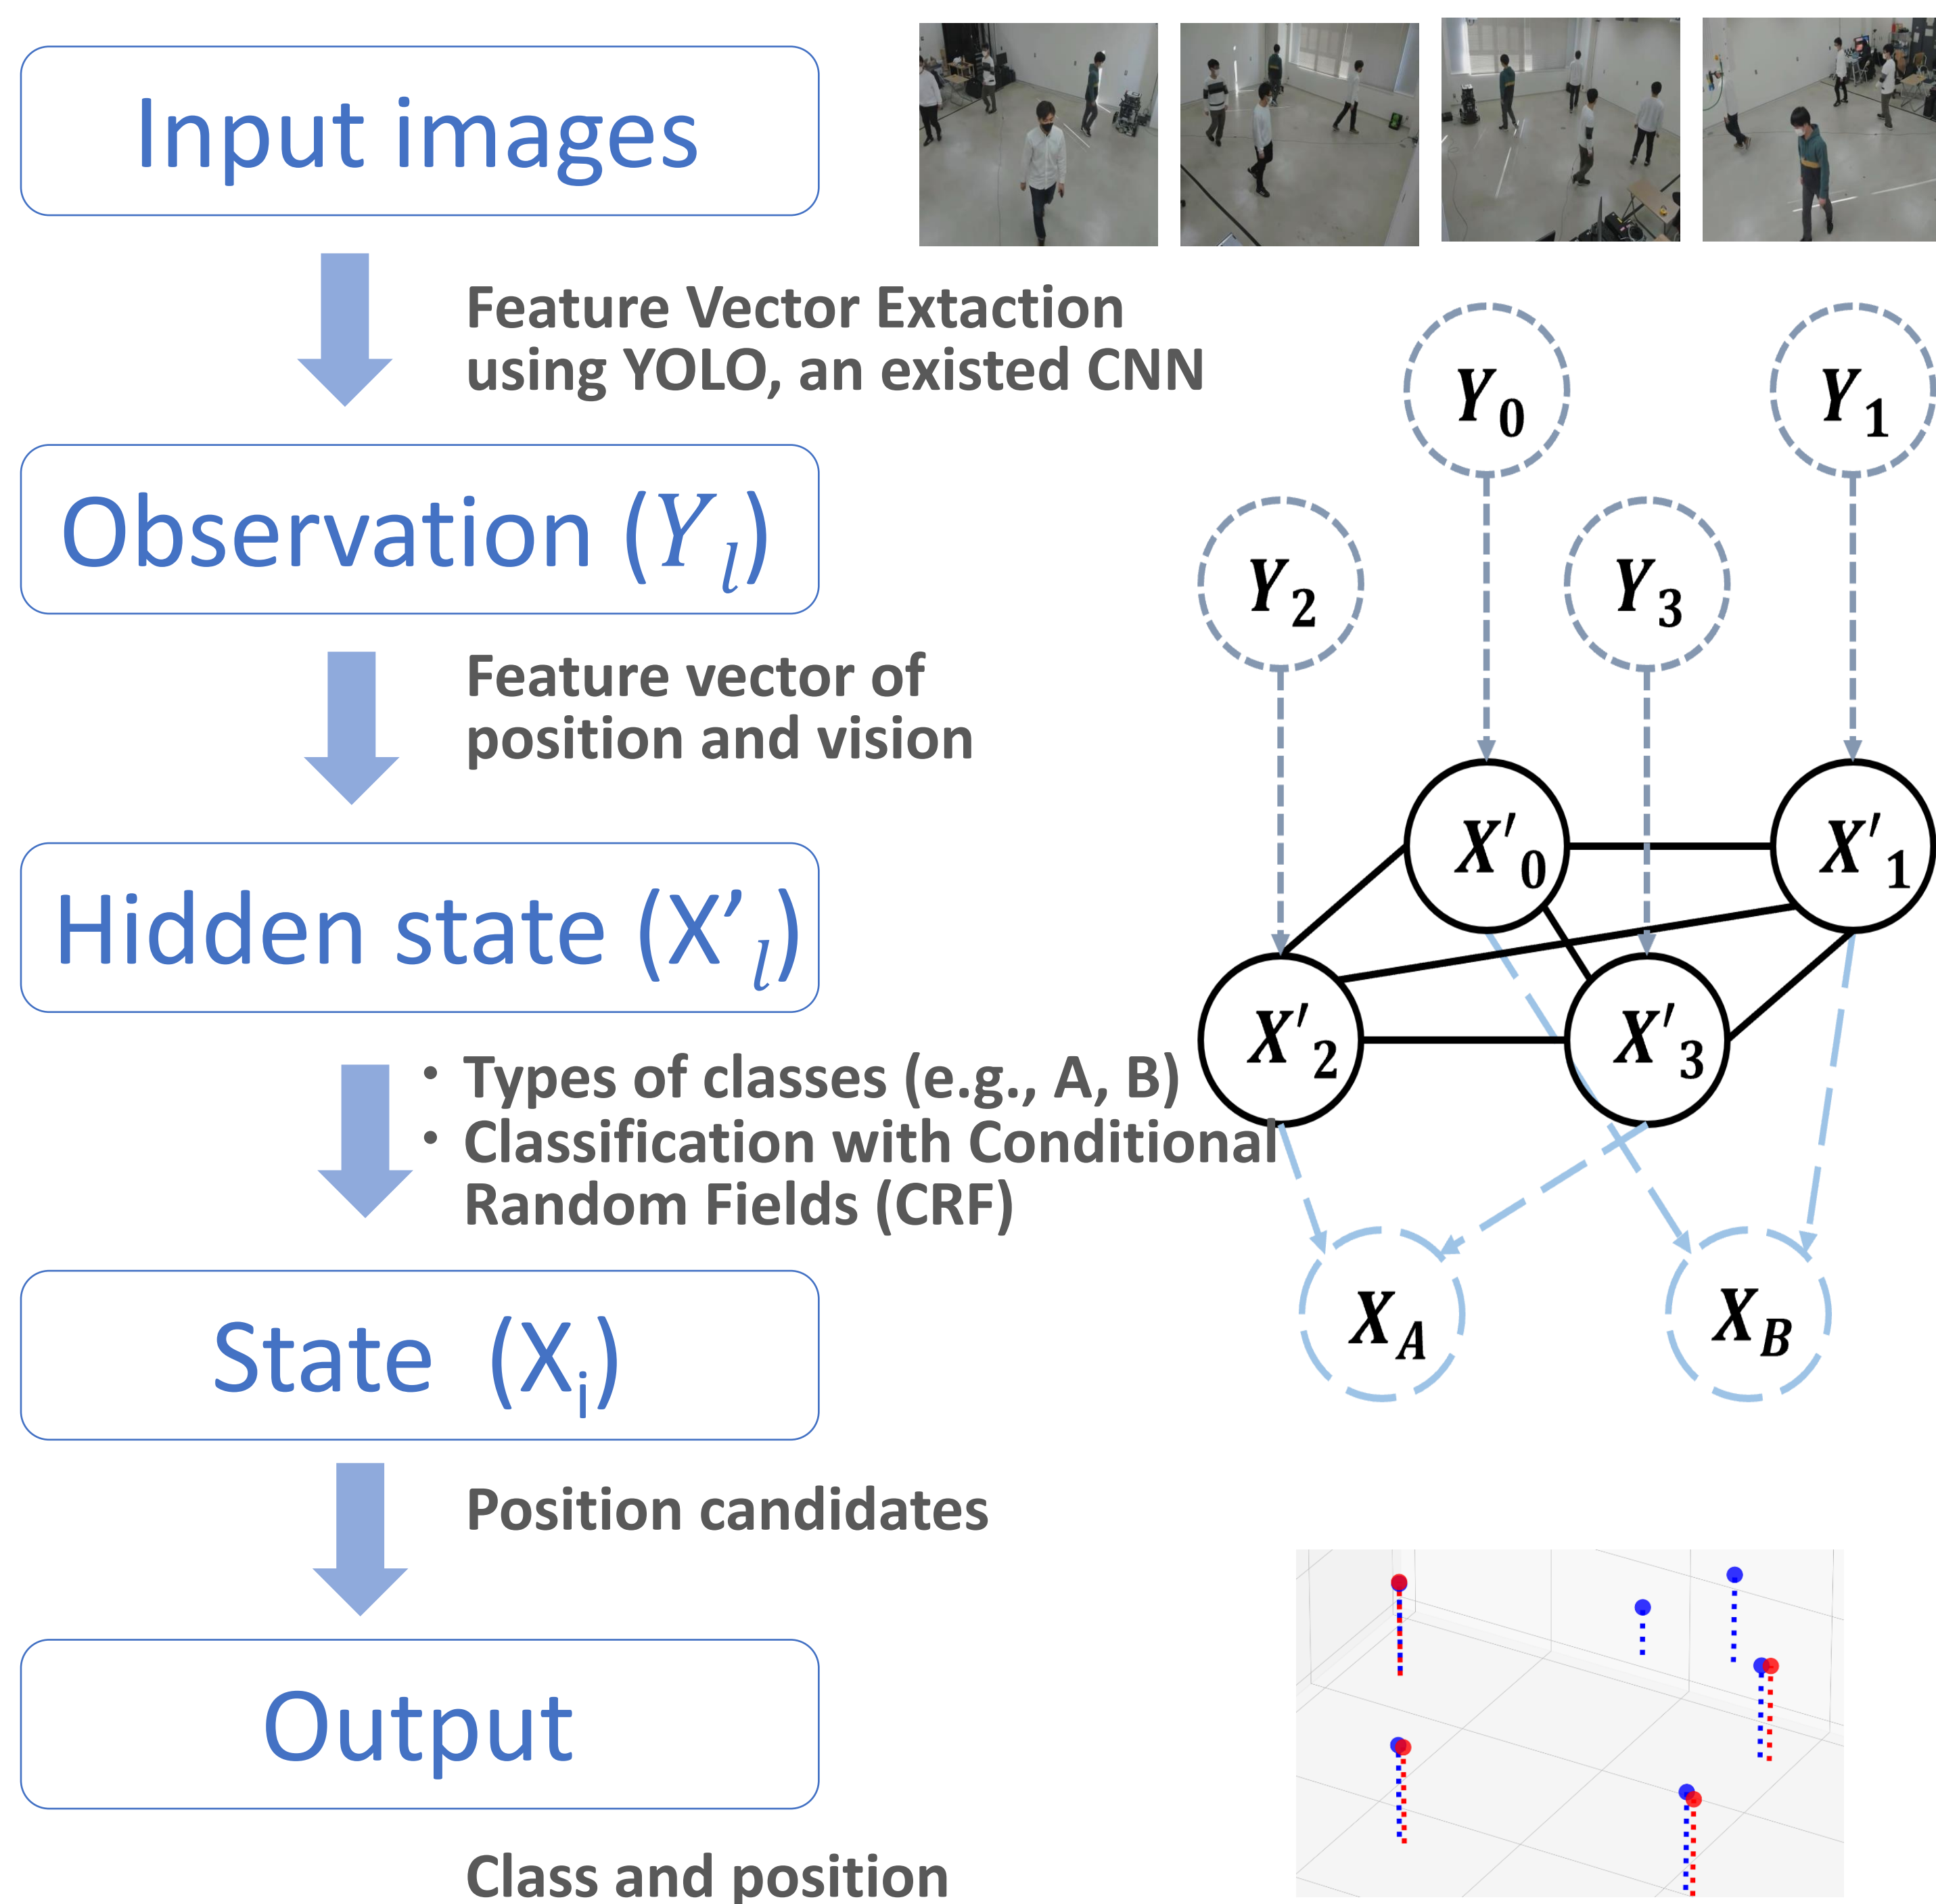 Input images
Feature Vector Extaction
using YOLO, an existed CNN
Observation (Y_l)
Feature vector of
position and vision
Hidden state (X’_l)
• Types of classes (e.g., A, B)
• Classification with Conditional
Random Fields (CRF)
State (X_i)
Position candidates
Output
Class and position
Y_0
Y_1
Y_2
Y_3
X'_0
X'_1
X'_2
X'_3
X_A
X_B